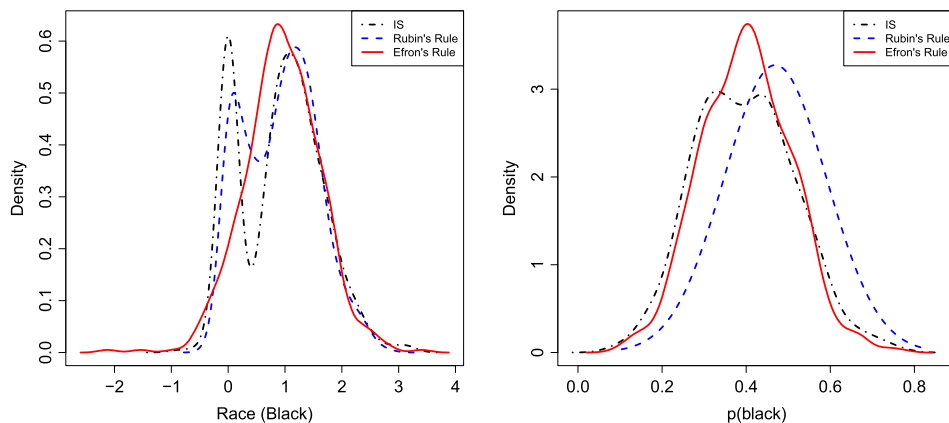 IS
Rubin's Rule
Efron's Rule
0.6
0.5
0.4
0.3
0.2
0.1
0.0
Density
−2
−1
0
1
2
3
4
Race (Black)
IS
Rubin's Rule
Efron's Rule
3
2
1
0
Density
0.0
0.2
0.4
0.6
0.8
p(black)